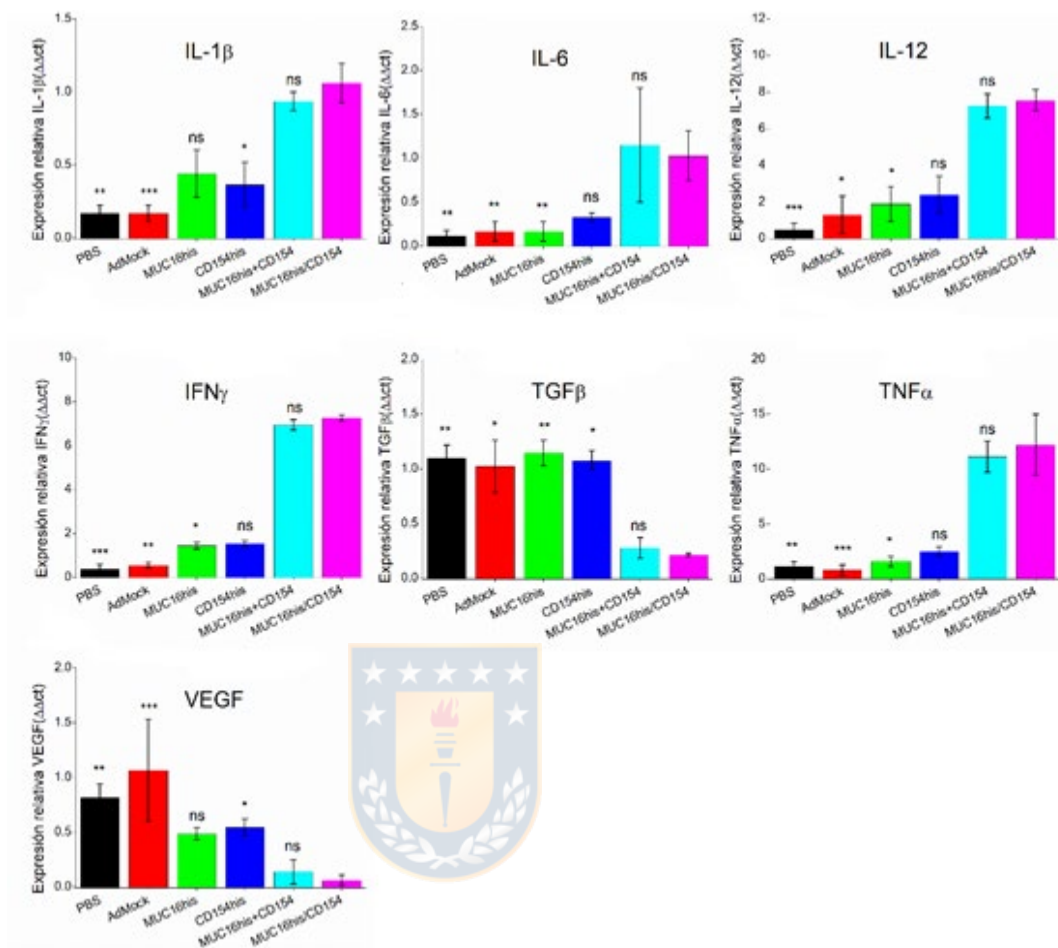 IL-1β
Expresión relativa IL-1β(ΔΔct)
1.5
1.0
0.5
0.0
**
***
ns
*
ns
PBS
AdMock
MUC16his
CD154his
MUC16his+CD154
MUC16his/CD154
IL-6
Expresión relativa IL-6(ΔΔct)
2.5
2.0
1.5
1.0
0.5
0.0
**
**
**
ns
ns
PBS
AdMock
MUC16his
CD154his
MUC16his+CD154
MUC16his/CD154
IL-12
Expresión relativa IL-12(ΔΔct)
12
10
8
6
4
2
0
***
*
*
ns
ns
PBS
AdMock
MUC16his
CD154his
MUC16his+CD154
MUC16his/CD154
IFNγ
Expresión relativa IFNγ(ΔΔct)
10
8
6
4
2
0
***
**
*
ns
ns
PBS
AdMock
MUC16his
CD154his
MUC16his+CD154
MUC16his/CD154
TGFβ
Expresión relativa TGFβ(ΔΔct)
2.0
1.5
1.0
0.5
0.0
**
*
**
*
ns
PBS
AdMock
MUC16his
CD154his
MUC16his+CD154
MUC16his/CD154
TNFα
Expresión relativa TNFα(ΔΔct)
20
15
10
5
0
**
***
*
ns
ns
PBS
AdMock
MUC16his
CD154his
MUC16his+CD154
MUC16his/CD154
VEGF
Expresión relativa VEGF(ΔΔct)
2.0
1.5
1.0
0.5
0.0
**
***
ns
*
ns
PBS
AdMock
MUC16his
CD154his
MUC16his+CD154
MUC16his/CD154